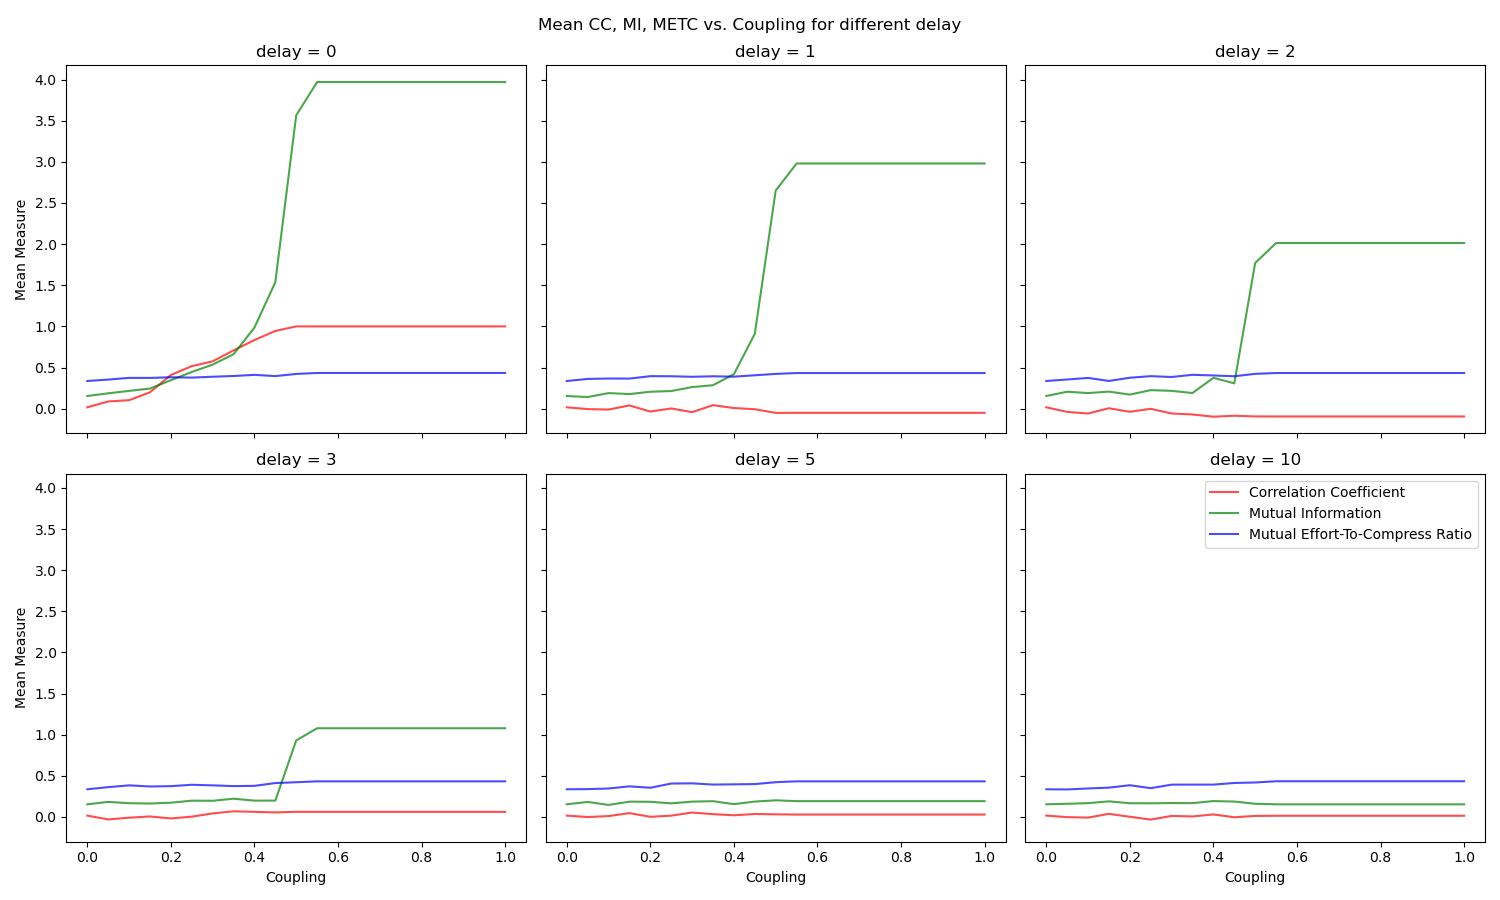 Mean CC, MI, METC vs. Coupling for different delay
delay = 0
delay = 1
delay = 2
4.0
3.5
3.0
2.5
2.0
1.5
1.0
0.5
0.0
Mean Measure
delay = 3
delay = 5
delay = 10
4.0
3.5
3.0
2.5
2.0
1.5
1.0
0.5
0.0
Mean Measure
Correlation Coefficient
Mutual Information
Mutual Effort-To-Compress Ratio
0.0 0.2 0.4 0.6 0.8 1.0
0.0 0.2 0.4 0.6 0.8 1.0
0.0 0.2 0.4 0.6 0.8 1.0
Coupling
Coupling
Coupling